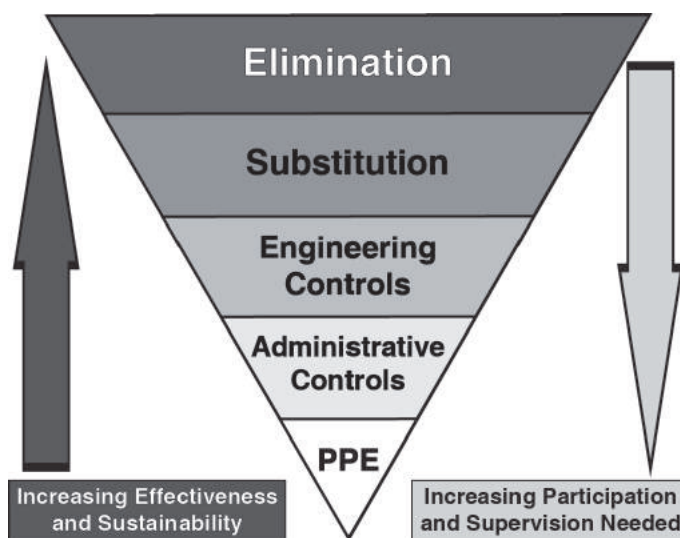 Elimination
Substitution
Engineering
Controls
Administrative
Controls
PPE
Increasing Effectiveness
and Sustainability
Increasing Participation
and Supervision Needed